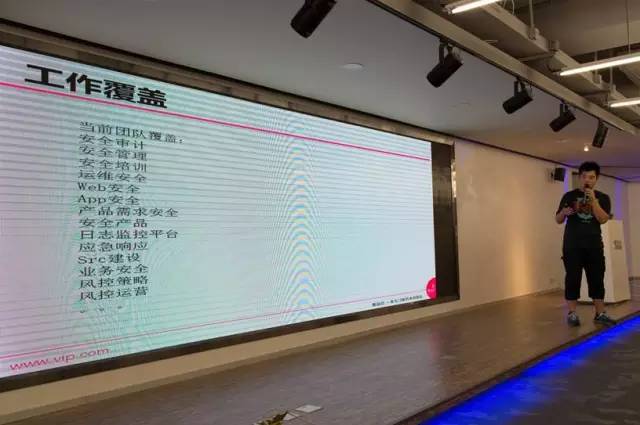 工作覆盖
当前团队覆盖：
安全审计
安全管理
安全培训
运维安全
Web安全
App安全
产品需求安全
安全产品
日志监控平台
应急响应
Src建设
业务安全
风控策略
风控运营
。。。
www.vip.com